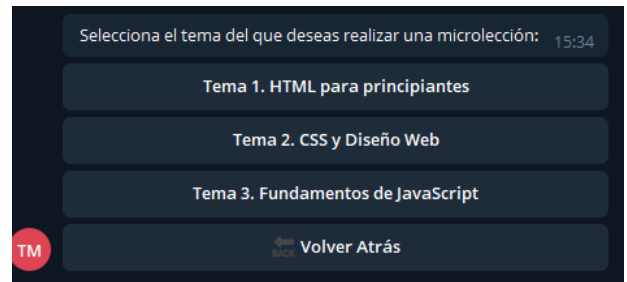 Selecciona el tema del que deseas realizar una microlección: 15:34
Tema 1. HTML para principiantes
Tema 2. CSS y Diseño Web
Tema 3. Fundamentos de JavaScript
BACK Volver Atrás
TM